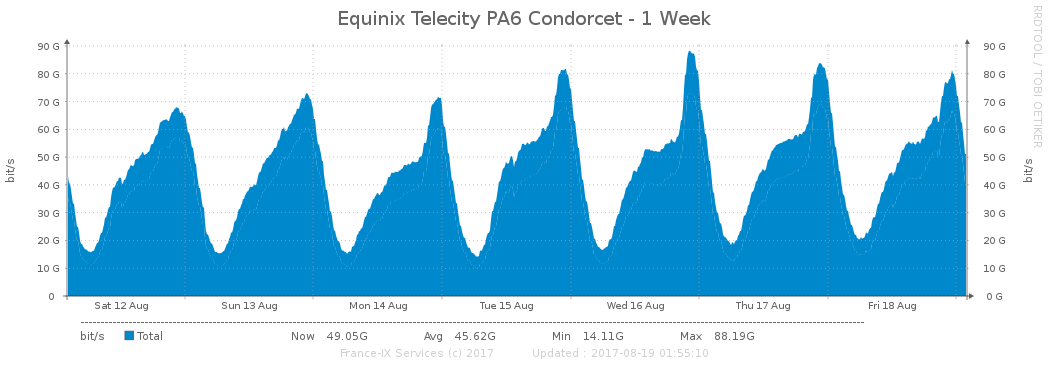 Equinix Telecity PA6 Condorcet - 1 Week
RRDTOOL / TOBI OETIKER
bit/s
90 G
80 G
70 G
60 G
50 G
40 G
30 G
20 G
10 G
0
90 G
80 G
70 G
60 G
50 G
40 G
30 G
20 G
10 G
0 G
bit/s
Sat 12 Aug Sun 13 Aug Mon 14 Aug Tue 15 Aug Wed 16 Aug Thu 17 Aug Fri 18 Aug
bit/s Total Now 49.05G Avg 45.62G Min 14.11G Max 88.19G
France-IX Services (c) 2017 Updated : 2017-08-19 01:55:10